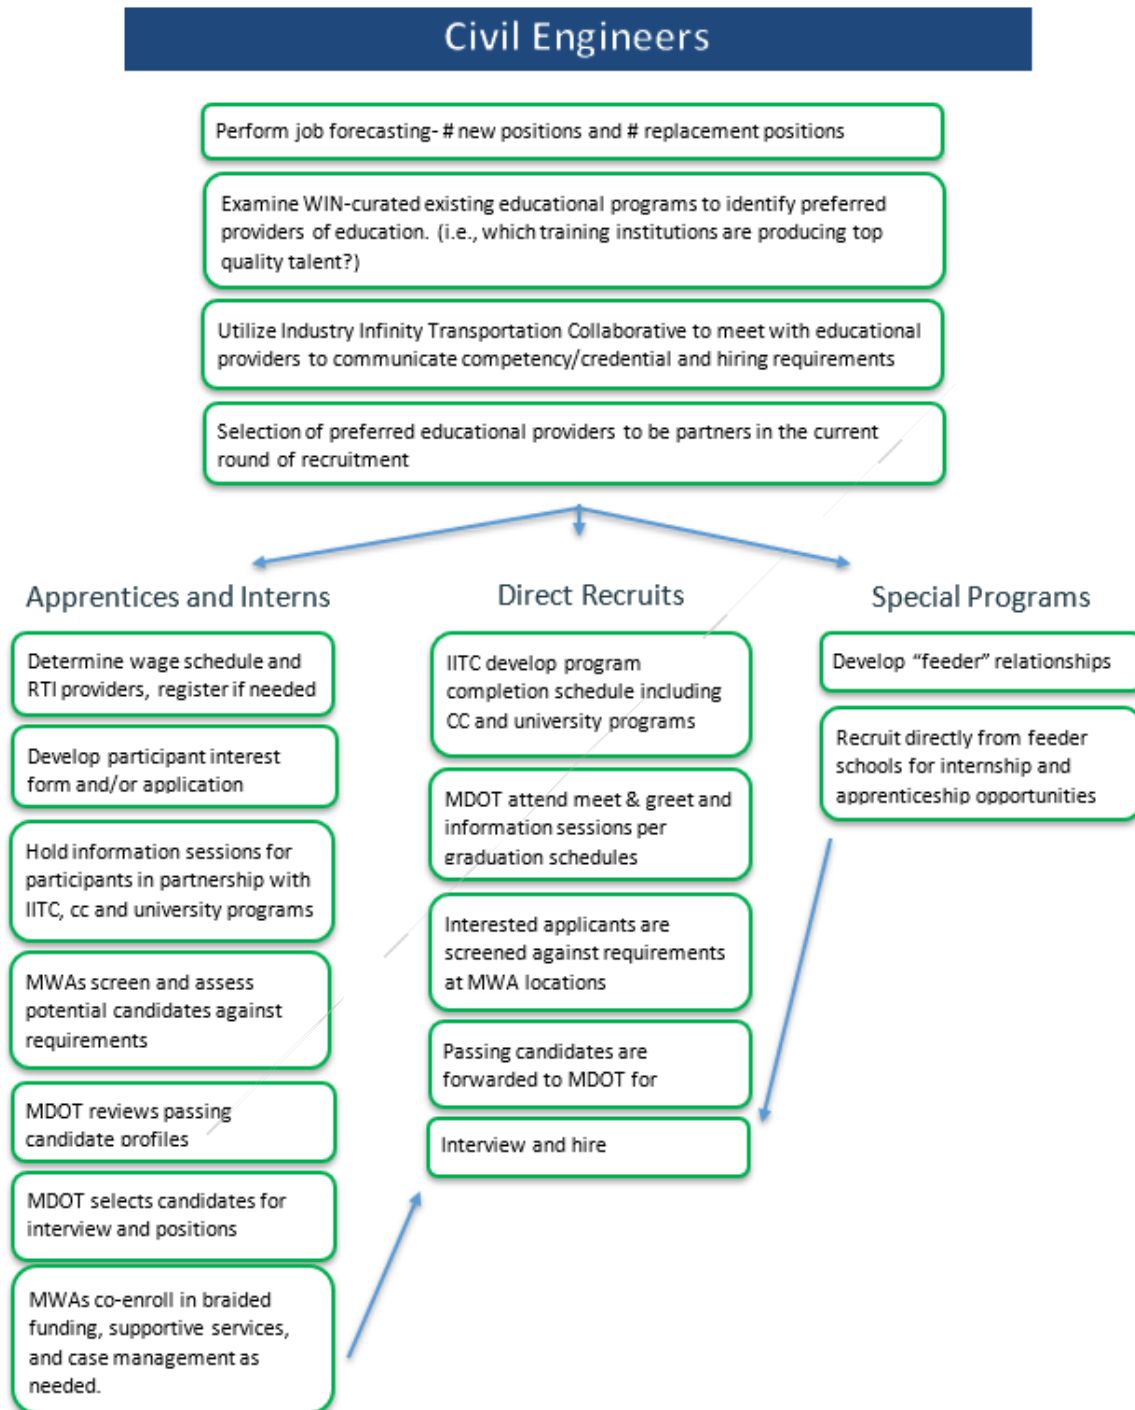 Civil Engineers
Perform job forecasting- # new positions and # replacement positions
Examine WIN-curated existing educational programs to identify preferred
providers of education. (i.e., which training institutions are producing top
quality talent?)
Utilize Industry Infinity Transportation Collaborative to meet with educational
providers to communicate competency/credential and hiring requirements
Selection of preferred educational providers to be partners in the current
round of recruitment
Apprentices and Interns
Determine wage schedule and
RTI providers, register if needed
Develop participant interest
form and/or application
Hold information sessions for
participants in partnership with
IITC, cc and university programs
MWAs screen and assess
potential candidates against
requirements
MDOT reviews passing
candidate profiles
MDOT selects candidates for
interview and positions
MWAs co-enroll in braided
funding, supportive services,
and case management as
needed.
Direct Recruits
IITC develop program
completion schedule including
CC and university programs
MDOT attend meet & greet and
information sessions per
graduation schedules
Interested applicants are
screened against requirements
at MWA locations
Passing candidates are
forwarded to MDOT for
Interview and hire
Special Programs
Develop “feeder” relationships
Recruit directly from feeder
schools for internship and
apprenticeship opportunities